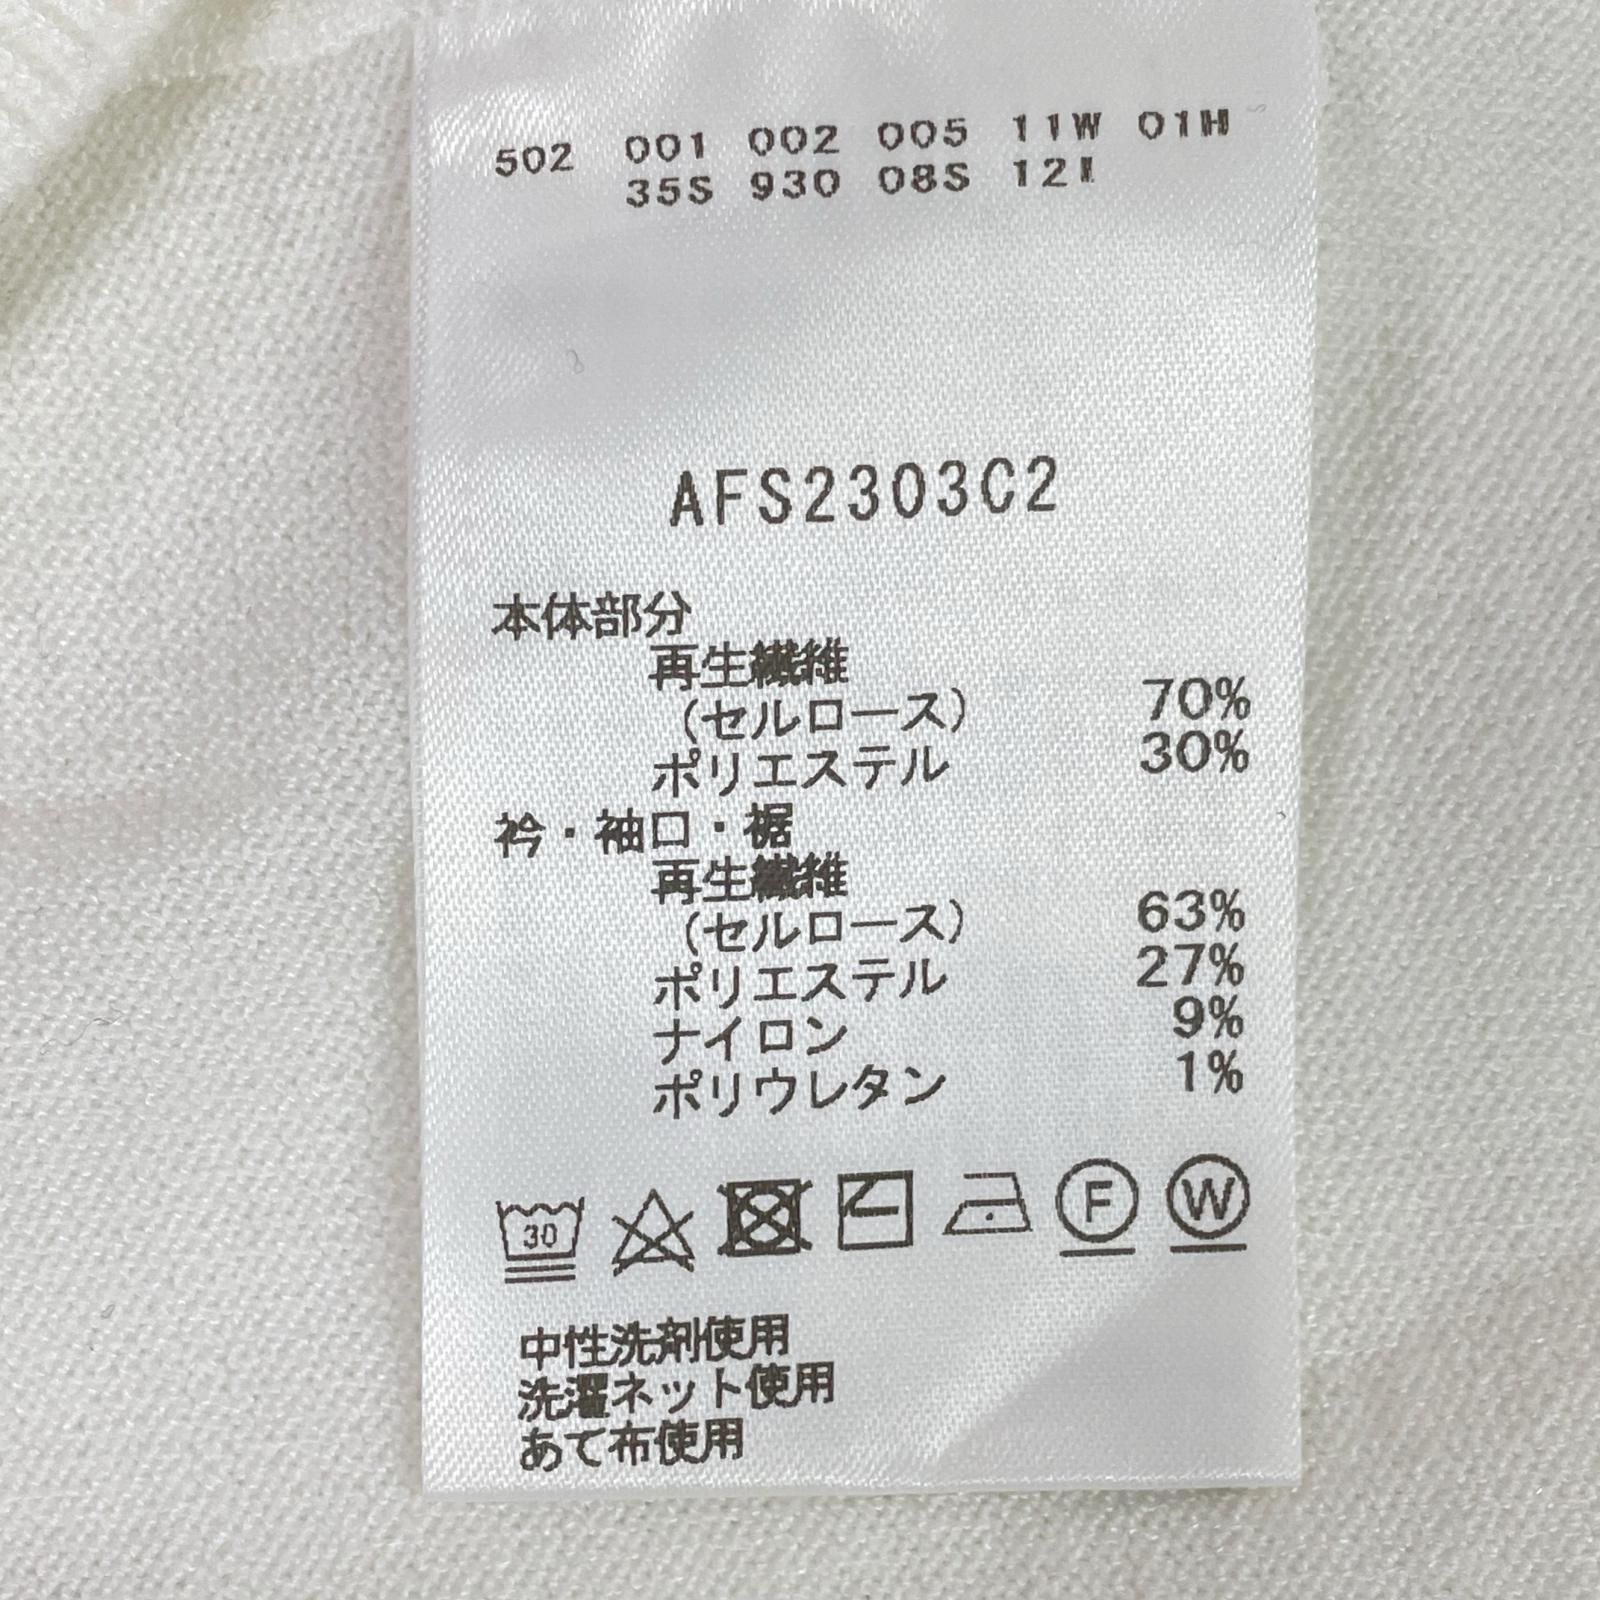 502 001 002 005 11W 01H
35S 930 08S 12I
AFS2303C2
本体部分
再生繊維
(セルロース) 70%
ポリエステル 30%
衿・袖口・裾
再生繊維
(セルロース) 63%
ポリエステル 27%
ナイロン 9%
ポリウレタン 1%
30 F W
中性洗剤使用
洗濯ネット使用
あて布使用